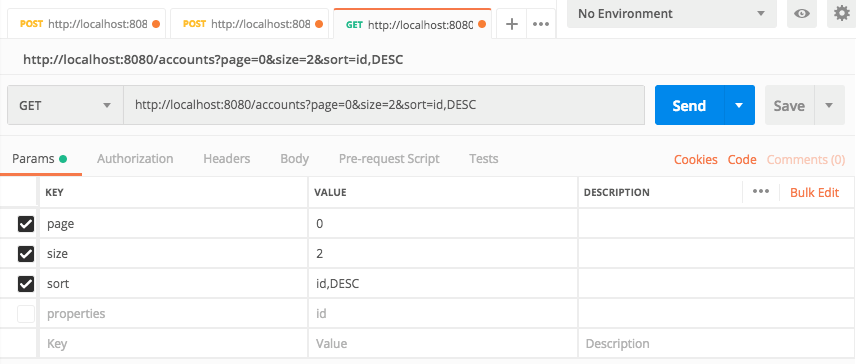 POST http://localhost:808 POST http://localhost:808 GET http://localhost:8080 + ••• No Environment
http://localhost:8080/accounts?page=0&size=2&sort=id,DESC
GET http://localhost:8080/accounts?page=0&size=2&sort=id,DESC Send Save
Params Authorization Headers Body Pre-request Script Tests Cookies Code Comments (0)
KEY VALUE DESCRIPTION ••• Bulk Edit
page 0
size 2
sort id,DESC
properties id
Key Value Description